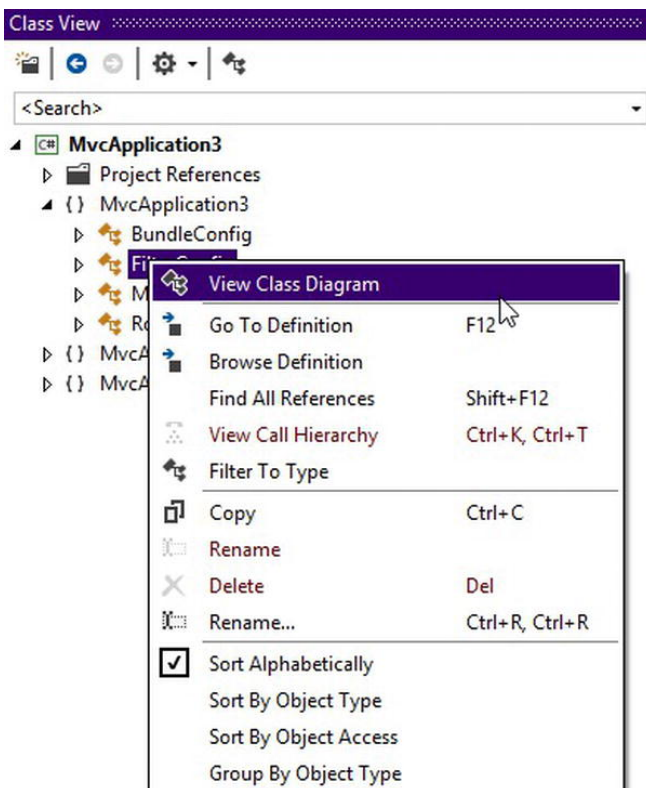 Class View
<Search>
C# MvcApplication3
Project References
{} MvcApplication3
BundleConfig
View Class Diagram
Go To Definition F12
Browse Definition
Find All References Shift+F12
View Call Hierarchy Ctrl+K, Ctrl+T
Filter To Type
Copy Ctrl+C
Rename
Delete Del
Rename... Ctrl+R, Ctrl+R
Sort Alphabetically
Sort By Object Type
Sort By Object Access
Group By Object Type